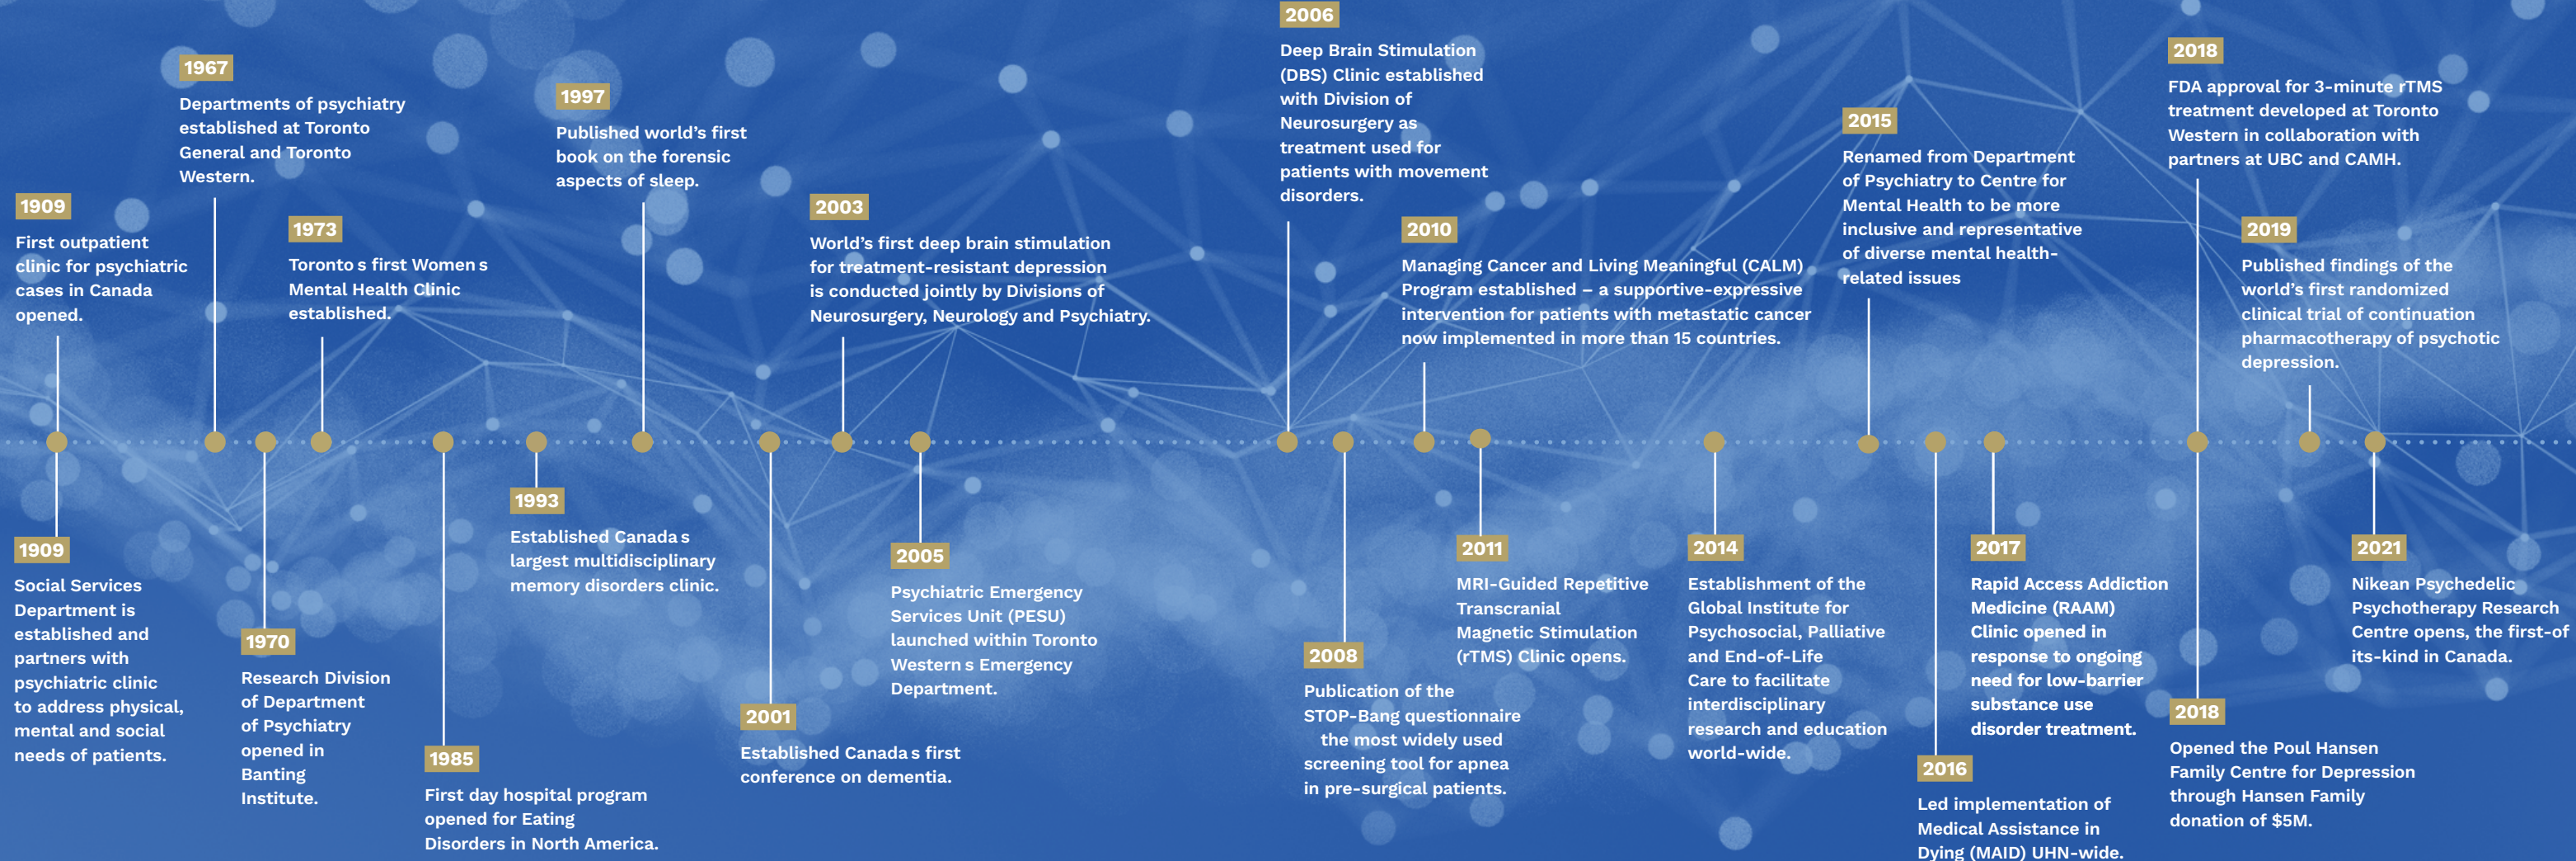 1909
First outpatient
clinic for psychiatric
cases in Canada
opened.
1909
Social Services
Department is
established and
partners with
psychiatric clinic
to address physical,
mental and social
needs of patients.
1967
Departments of psychiatry
established at Toronto
General and Toronto
Western.
1970
Research Division
of Department
of Psychiatry
opened in
Banting
Institute.
1973
Toronto s first Women s
Mental Health Clinic
established.
1985
First day hospital program
opened for Eating
Disorders in North America.
1993
Established Canada s
largest multidisciplinary
memory disorders clinic.
1997
Published world's first
book on the forensic
aspects of sleep.
2001
Established Canada s first
conference on dementia.
2003
World's first deep brain stimulation
for treatment-resistant depression
is conducted jointly by Divisions of
Neurosurgery, Neurology and Psychiatry.
2005
Psychiatric Emergency
Services Unit (PESU)
launched within Toronto
Western s Emergency
Department.
2006
Deep Brain Stimulation
(DBS) Clinic established
with Division of
Neurosurgery as
treatment used for
patients with movement
disorders.
2008
Publication of the
STOP-Bang questionnaire
the most widely used
screening tool for apnea
in pre-surgical patients.
2010
Managing Cancer and Living Meaningful (CALM)
Program established – a supportive-expressive
intervention for patients with metastatic cancer
now implemented in more than 15 countries.
2011
MRI-Guided Repetitive
Transcranial
Magnetic Stimulation
(rTMS) Clinic opens.
2014
Establishment of the
Global Institute for
Psychosocial, Palliative
and End-of-Life
Care to facilitate
interdisciplinary
research and education
world-wide.
2015
Renamed from Department
of Psychiatry to Centre for
Mental Health to be more
inclusive and representative
of diverse mental health-
related issues
2016
Led implementation of
Medical Assistance in
Dying (MAID) UHN-wide.
2017
Rapid Access Addiction
Medicine (RAAM)
Clinic opened in
response to ongoing
need for low-barrier
substance use
disorder treatment.
2018
FDA approval for 3-minute rTMS
treatment developed at Toronto
Western in collaboration with
partners at UBC and CAMH.
2018
Opened the Poul Hansen
Family Centre for Depression
through Hansen Family
donation of $5M.
2019
Published findings of the
world's first randomized
clinical trial of continuation
pharmacotherapy of psychotic
depression.
2021
Nikean Psychedelic
Psychotherapy Research
Centre opens, the first-of
its-kind in Canada.